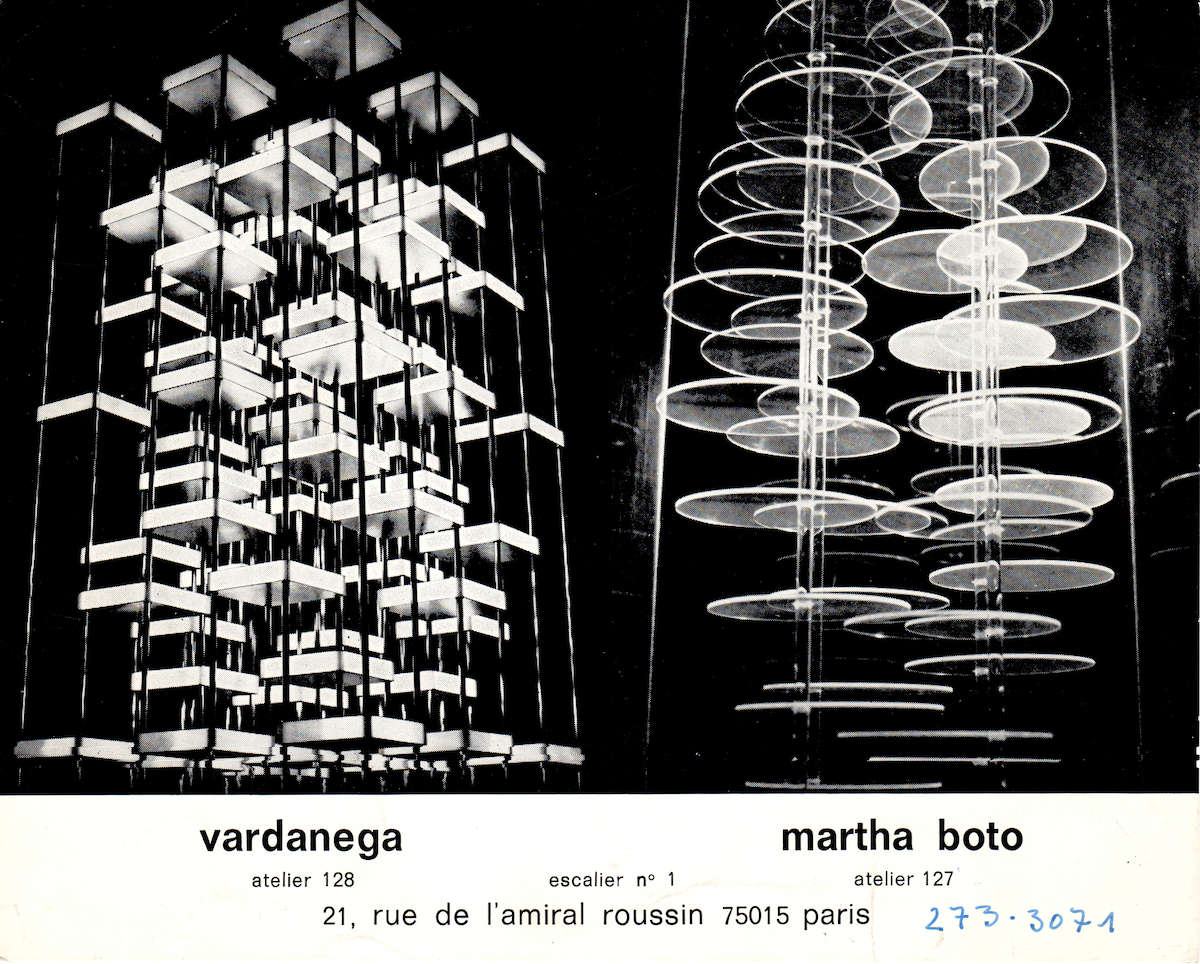 vardanega martha boto
atelier 128 escalier n° 1 atelier 127
21, rue de l'amiral roussin 75015 paris 273.3071